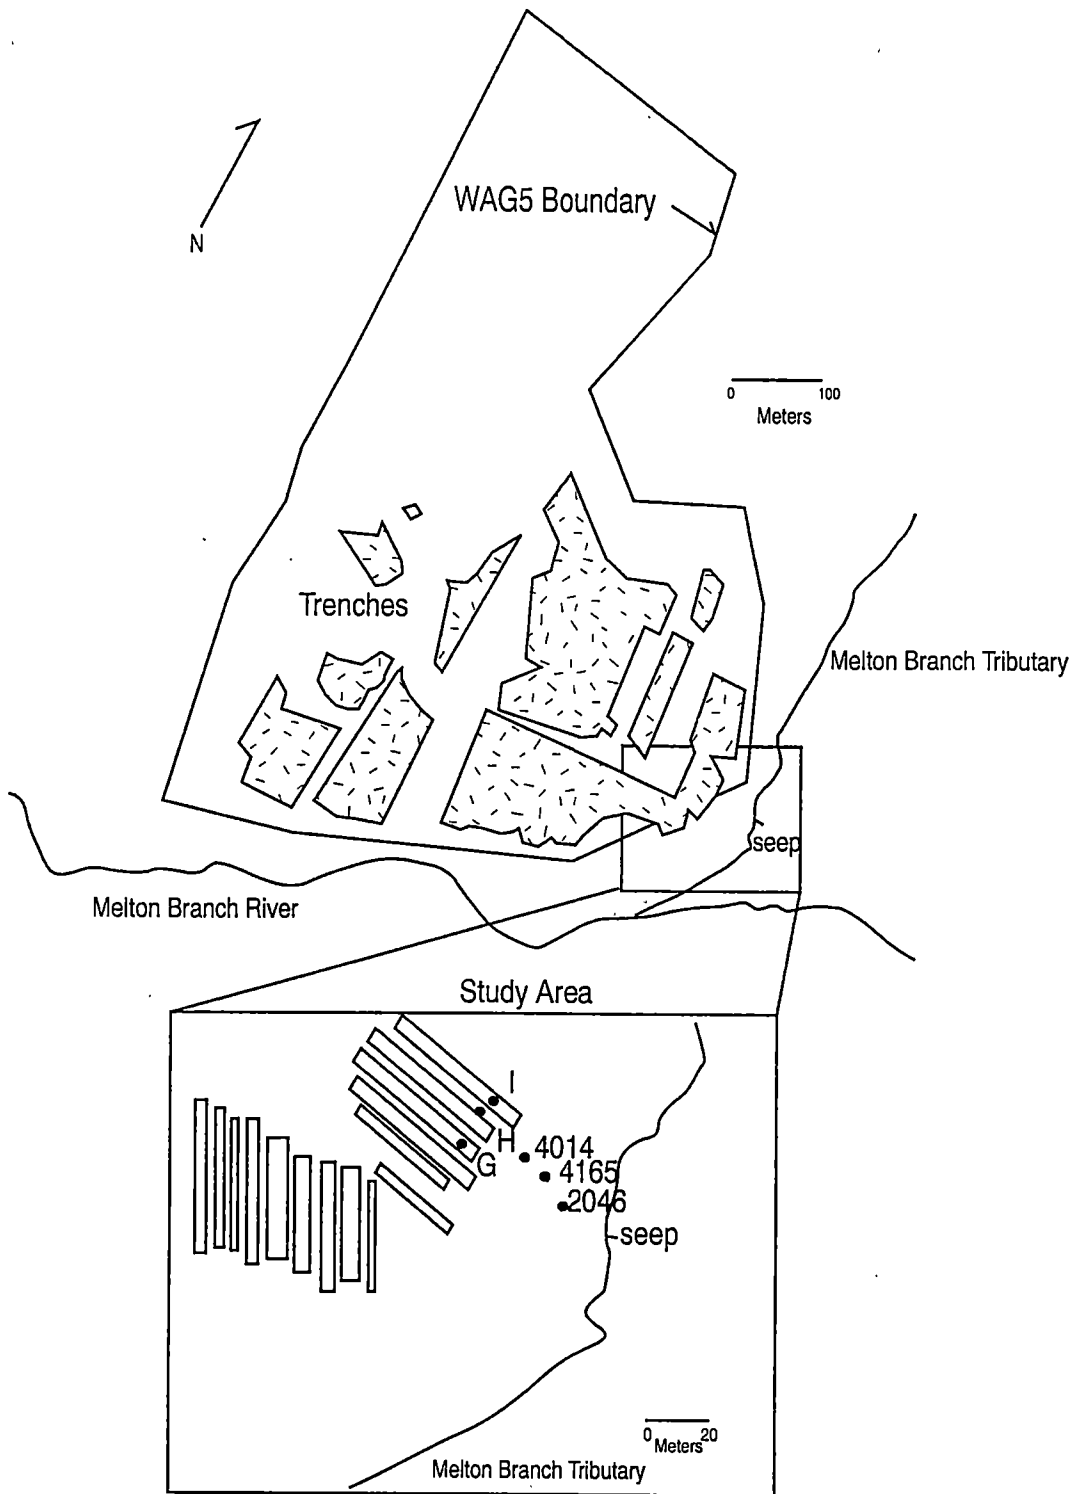 WAG5 Boundary
N
0 100
Meters
Trenches
Melton Branch Tributary
seep
Melton Branch River
Study Area
I
H
4014
G
4165
2046
seep
0 20
Meters
Melton Branch Tributary